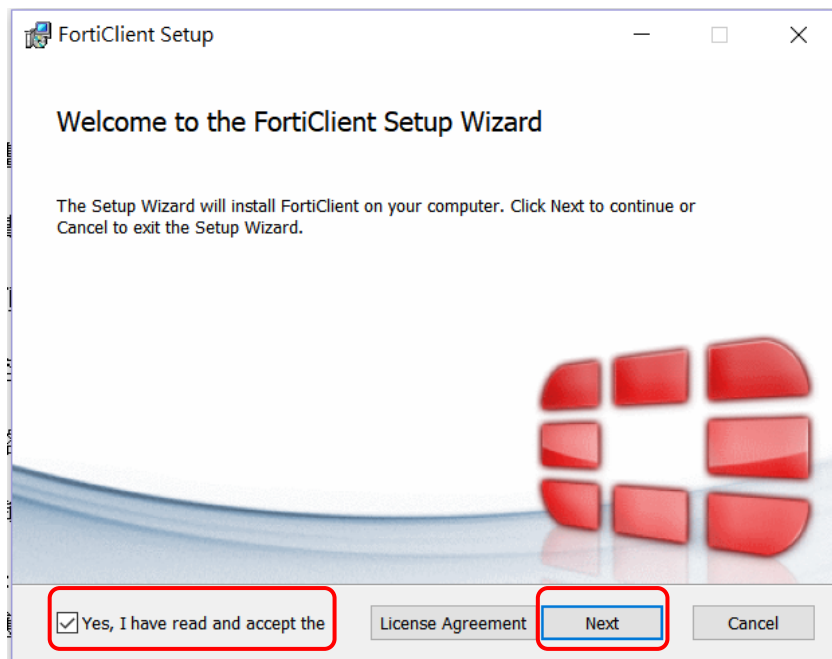 FortiClient Setup
Welcome to the FortiClient Setup Wizard
The Setup Wizard will install FortiClient on your computer. Click Next to continue or
Cancel to exit the Setup Wizard.
Yes, I have read and accept the
License Agreement
Next
Cancel